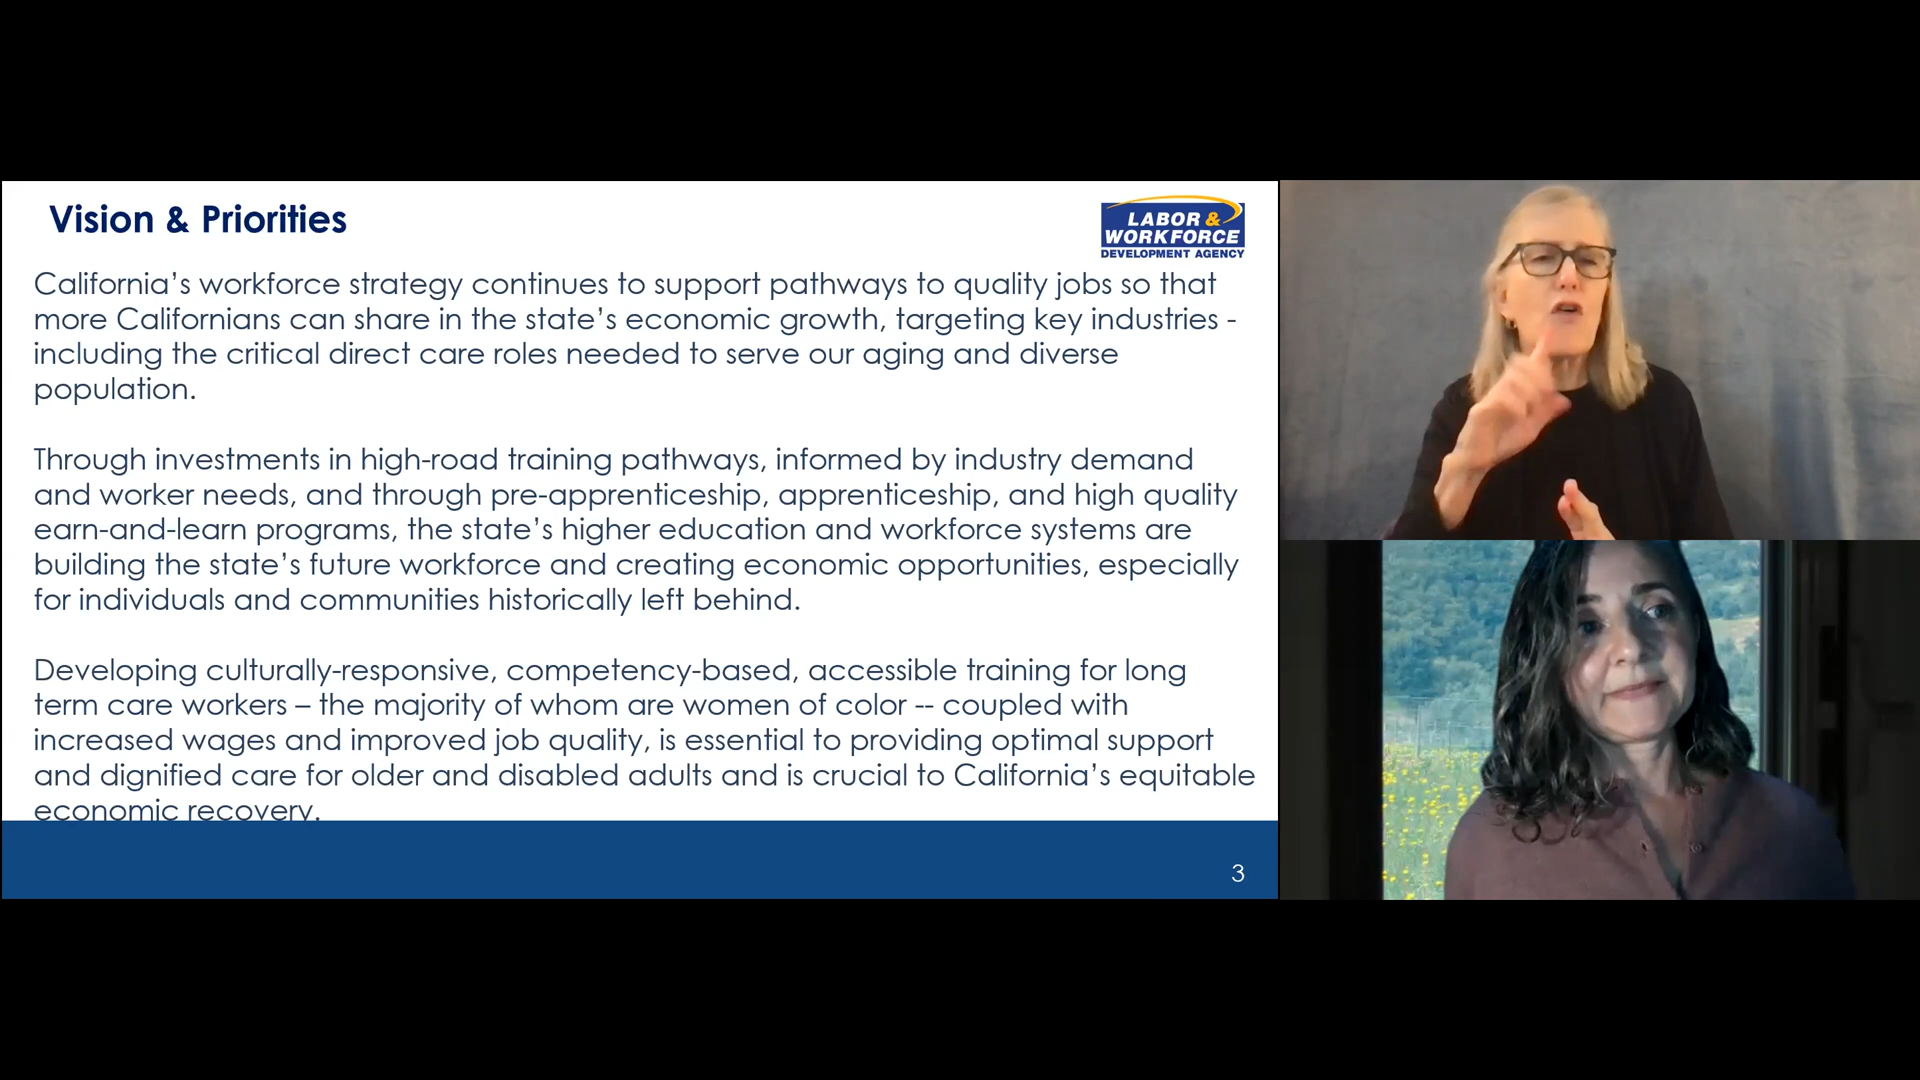 Vision & Priorities
LABOR &
WORKFORCE
DEVELOPMENT AGENCY
California’s workforce strategy continues to support pathways to quality jobs so that
more Californians can share in the state’s economic growth, targeting key industries -
including the critical direct care roles needed to serve our aging and diverse
population.
Through investments in high-road training pathways, informed by industry demand
and worker needs, and through pre-apprenticeship, apprenticeship, and high quality
earn-and-learn programs, the state’s higher education and workforce systems are
building the state’s future workforce and creating economic opportunities, especially
for individuals and communities historically left behind.
Developing culturally-responsive, competency-based, accessible training for long
term care workers – the majority of whom are women of color -- coupled with
increased wages and improved job quality, is essential to providing optimal support
and dignified care for older and disabled adults and is crucial to California’s equitable
economic recovery.
3